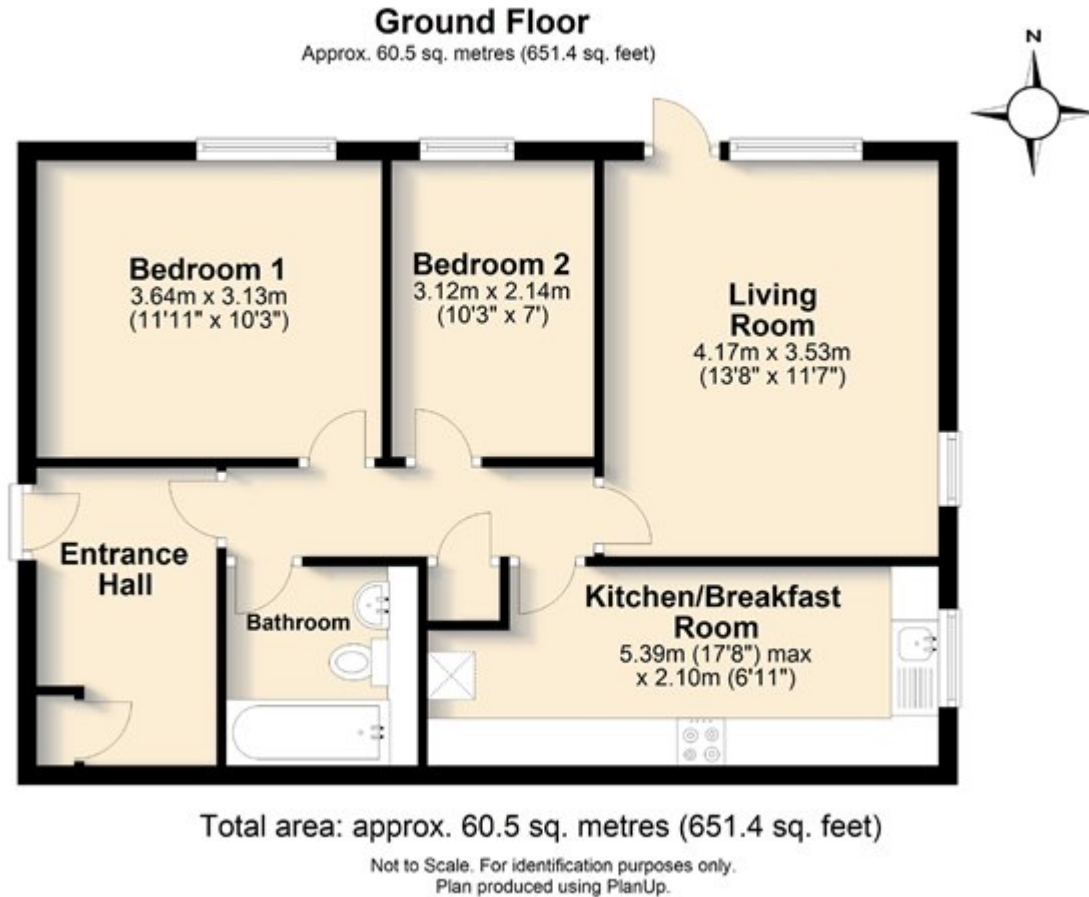 Ground Floor
Approx. 60.5 sq. metres (651.4 sq. feet)
N
Bedroom 1
3.64m x 3.13m
(11'11" x 10'3")
Bedroom 2
3.12m x 2.14m
(10'3" x 7')
Living
Room
4.17m x 3.53m
(13'8" x 11'7")
Entrance
Hall
Bathroom
Kitchen/Breakfast
Room
5.39m (17'8") max
x 2.10m (6'11")
Total area: approx. 60.5 sq. metres (651.4 sq. feet)
Not to Scale. For identification purposes only.
Plan produced using PlanUp.